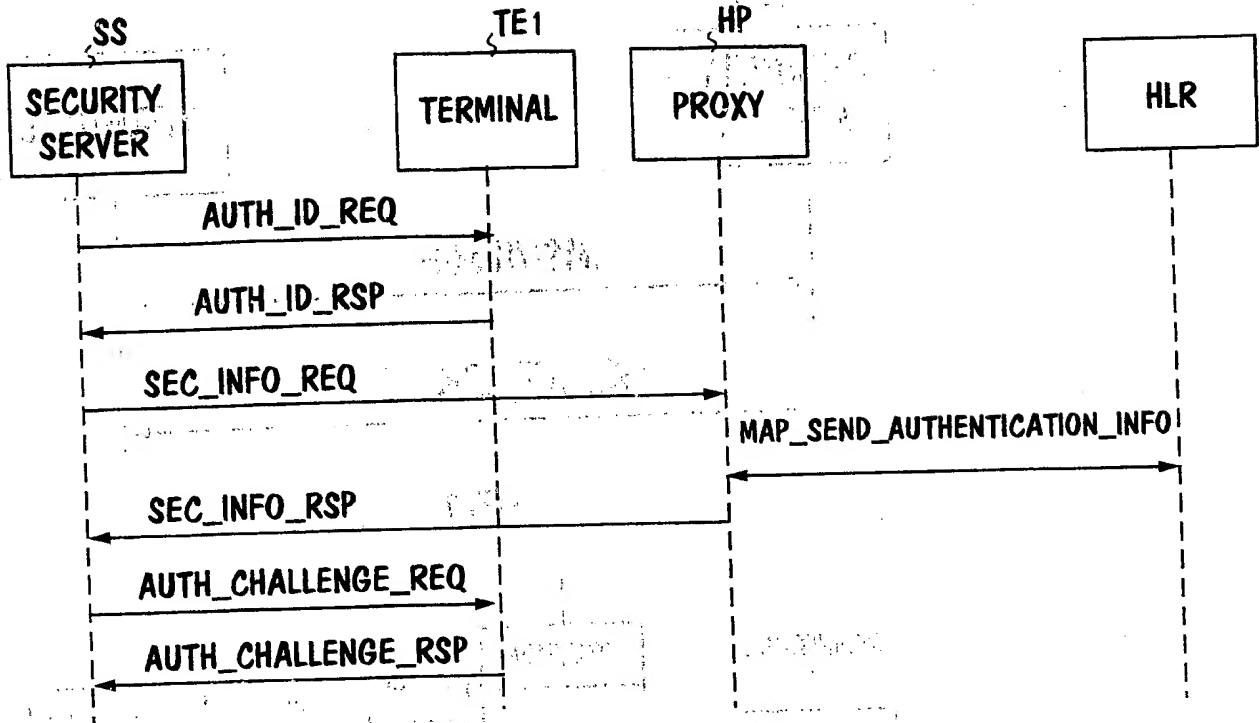 SS
TE1
HP
SECURITY
SERVER
TERMINAL
PROXY
HLR
AUTH_ID_REQ
AUTH_ID_RSP
SEC_INFO_REQ
MAP_SEND_AUTHENTICATION_INFO
SEC_INFO_RSP
AUTH_CHALLENGE_REQ
AUTH_CHALLENGE_RSP